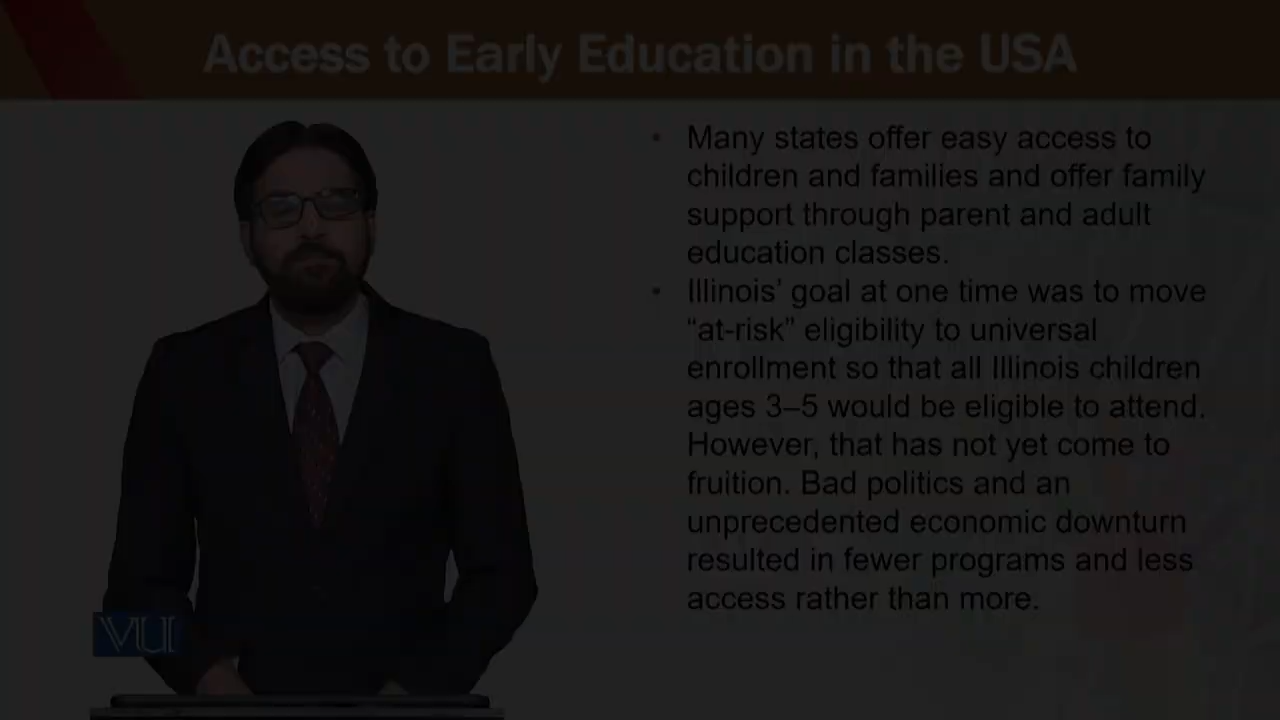 Access to Early Education in the USA
• Many states offer easy access to
children and families and offer family
support through parent and adult
education classes.
• Illinois’ goal at one time was to move
“at-risk” eligibility to universal
enrollment so that all Illinois children
ages 3–5 would be eligible to attend.
However, that has not yet come to
fruition. Bad politics and an
unprecedented economic downturn
resulted in fewer programs and less
access rather than more.
VU